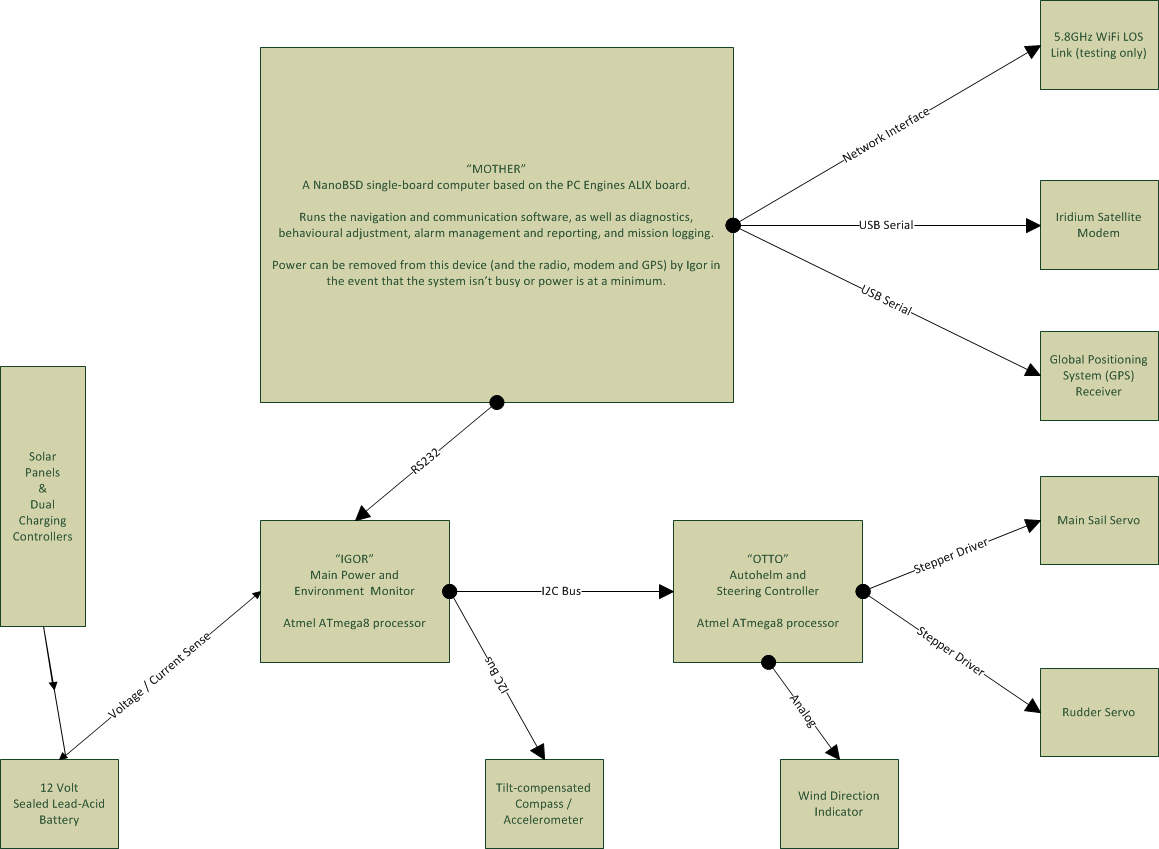 5.8GHz WiFi LOS
Link (testing only)
“MOTHER”
A NanoBSD single-board computer based on the PC Engines ALIX board.
Runs the navigation and communication software, as well as diagnostics,
behavioural adjustment, alarm management and reporting, and mission logging.
Power can be removed from this device (and the radio, modem and GPS) by Igor in
the event that the system isn’t busy or power is at a minimum.
Network Interface
USB Serial
Iridium Satellite
Modem
USB Serial
Global Positioning
System (GPS)
Receiver
RS232
Solar
Panels
&
Dual
Charging
Controllers
“IGOR”
Main Power and
Environment  Monitor
Atmel ATmega8 processor
I2C Bus
“OTTO”
Autohelm and
Steering Controller
Atmel ATmega8 processor
Stepper Driver
Main Sail Servo
Stepper Driver
Rudder Servo
Voltage / Current Sense
I2C Bus
Analog
12 Volt
Sealed Lead-Acid
Battery
Tilt-compensated
Compass /
Accelerometer
Wind Direction
Indicator